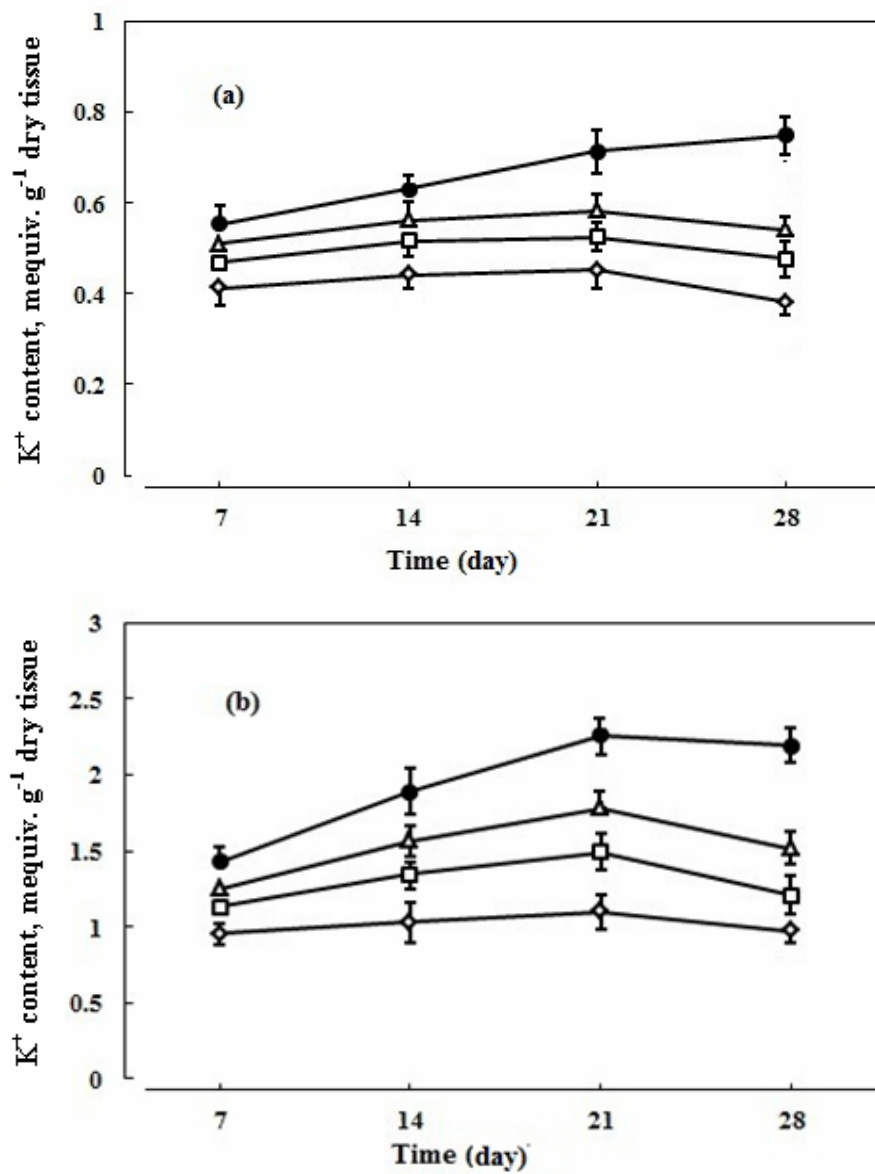 1
0.8
0.6
0.4
0.2
0
K⁺ content, mequiv. g⁻¹ dry tissue
(a)
7 14 21 28
Time (day)
3
2.5
2
1.5
1
0.5
0
K⁺ content, mequiv. g⁻¹ dry tissue
(b)
7 14 21 28
Time (day)